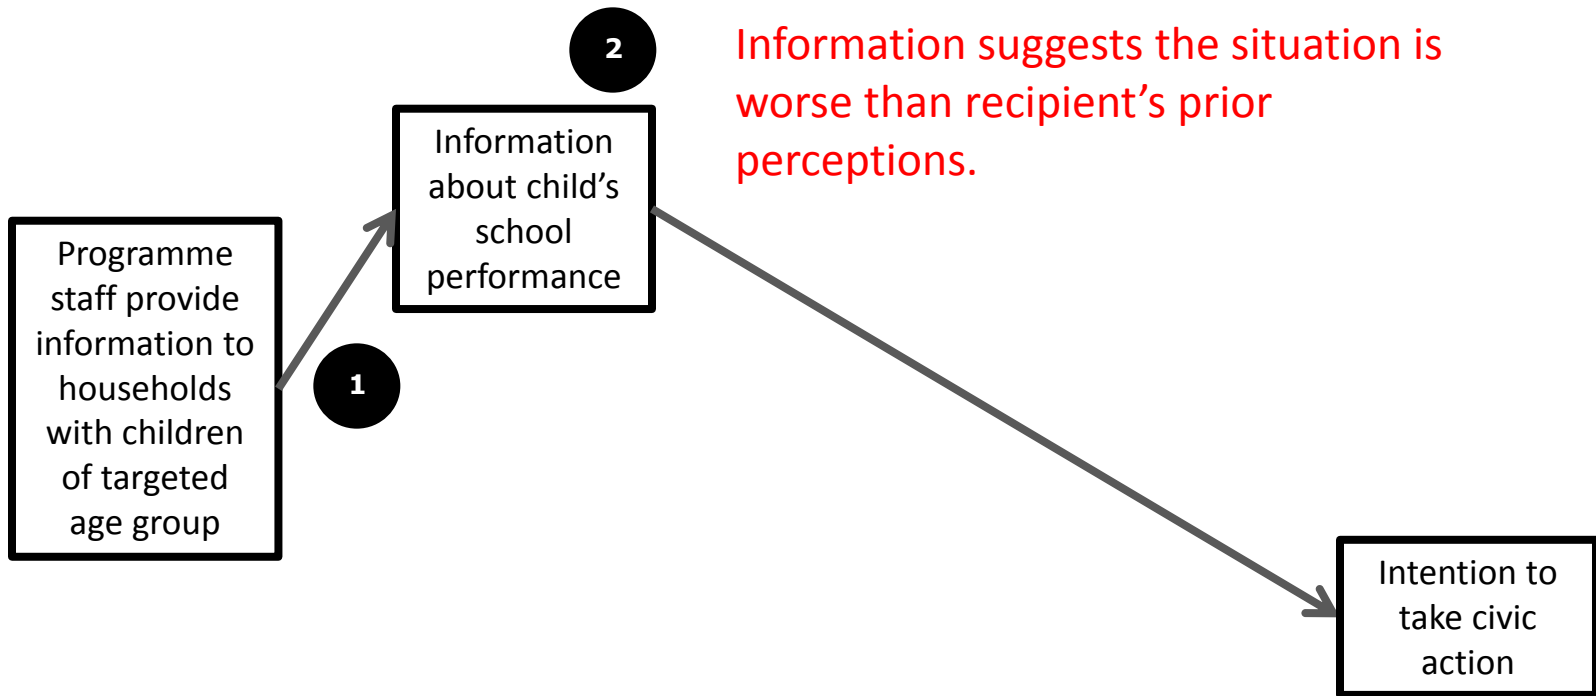 2
Information suggests the situation is
worse than recipient’s prior
perceptions.
Information
about child’s
school
performance
Programme
staff provide
information to
households
with children
of targeted
age group
1
Intention to
take civic
action